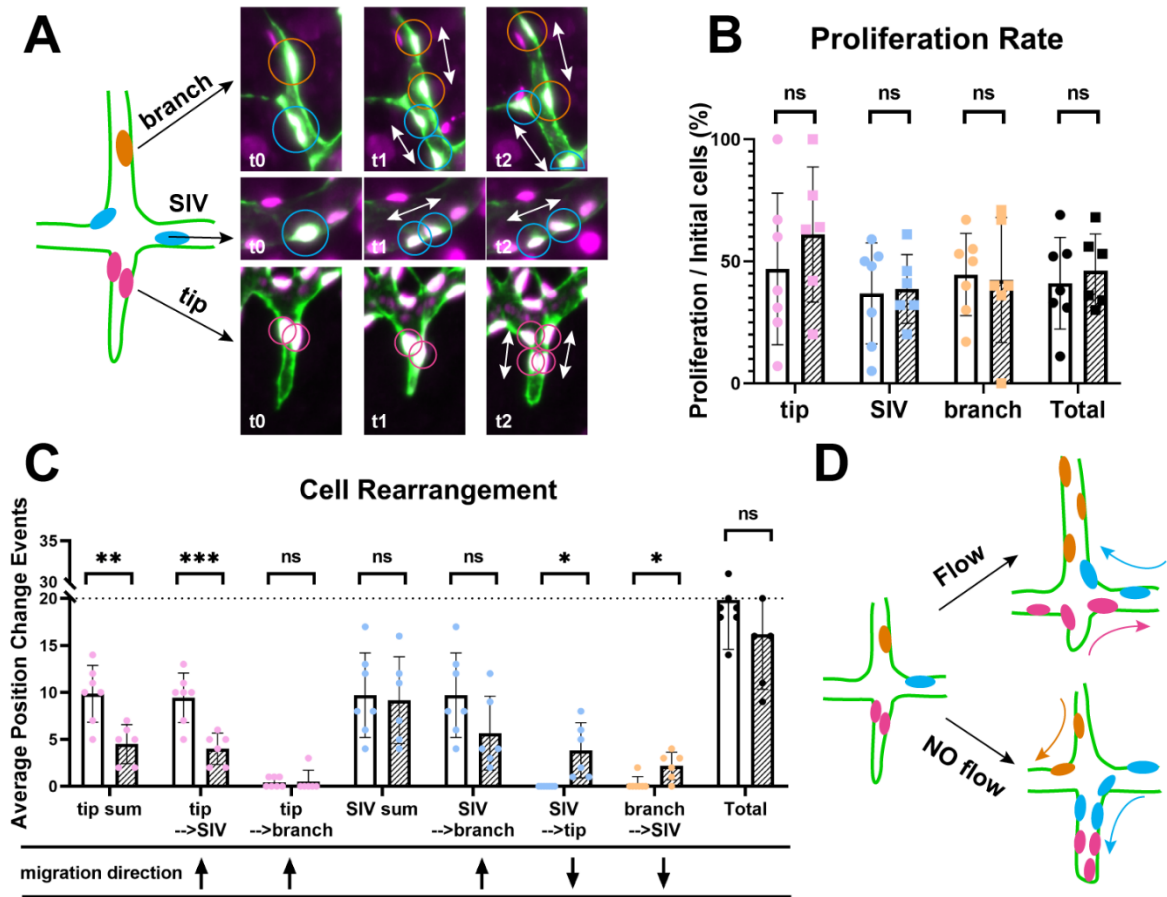 A
branch
SIV
tip
t0
t1
t2
t0
t1
t2
t0
t1
t2
B
Proliferation Rate
ns
ns
ns
ns
Proliferation / Initial cells (%)
100
50
0
tip
SIV
branch
Total
C
Cell Rearrangement
Average Position Change Events
35
30
20
15
10
5
0
**
***
ns
ns
ns
*
*
ns
tip sum
tip
-->SIV
tip
-->branch
SIV sum
SIV
-->branch
SIV
-->tip
branch
-->SIV
Total
migration direction
D
Flow
NO flow